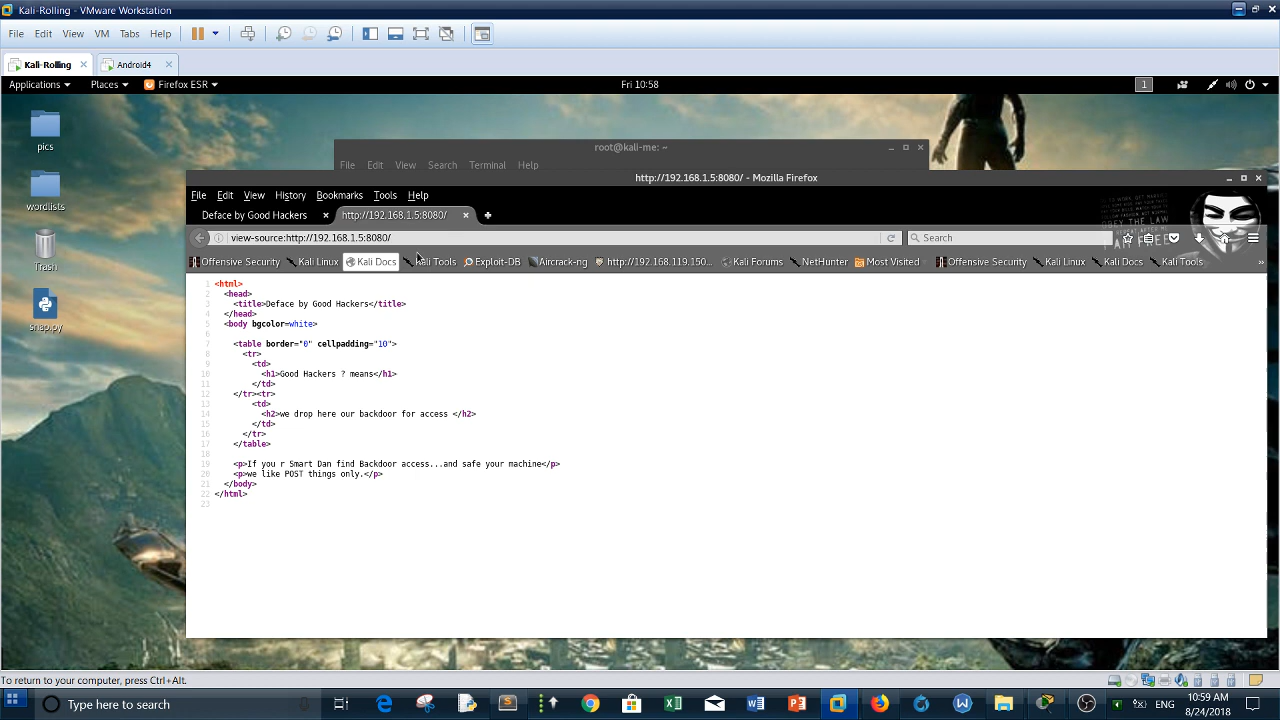 Kali-Rolling - VMware Workstation
File Edit View VM Tabs Help
Kali-Rolling Android4
Applications Places Firefox ESR Fri 10:58 1
pics
wordlists
Trash
snap.py
root@kali-me: ~
File Edit View Search Terminal Help
http://192.168.1.5:8080/ - Mozilla Firefox
File Edit View History Bookmarks Tools Help
Deface by Good Hackers http://192.168.1.5:8080/
view-source:http://192.168.1.5:8080/ Search
Offensive Security Kali Linux Kali Docs Kali Tools Exploit-DB Aircrack-ng http://192.168.119.150... Kali Forums NetHunter Most Visited Offensive Security Kali Linux Kali Docs Kali Tools »
1 <html>
2 <head>
3 <title>Deface by Good Hackers</title>
4 </head>
5 <body bgcolor=white>
6
7 <table border="0" cellpadding="10">
8 <tr>
9 <td>
10 <h1>Good Hackers ? means</h1>
11 </td>
12 </tr><tr>
13 <td>
14 <h2>we drop here our backdoor for access </h2>
15 </td>
16 </tr>
17 </table>
18
19 <p>If you r Smart Dan find Backdoor access...and safe your machine</p>
20 <p>we like POST things only.</p>
21 </body>
22 </html>
23
To return to your computer, press Ctrl+Alt.
Type here to search
ENG
10:59 AM
8/24/2018